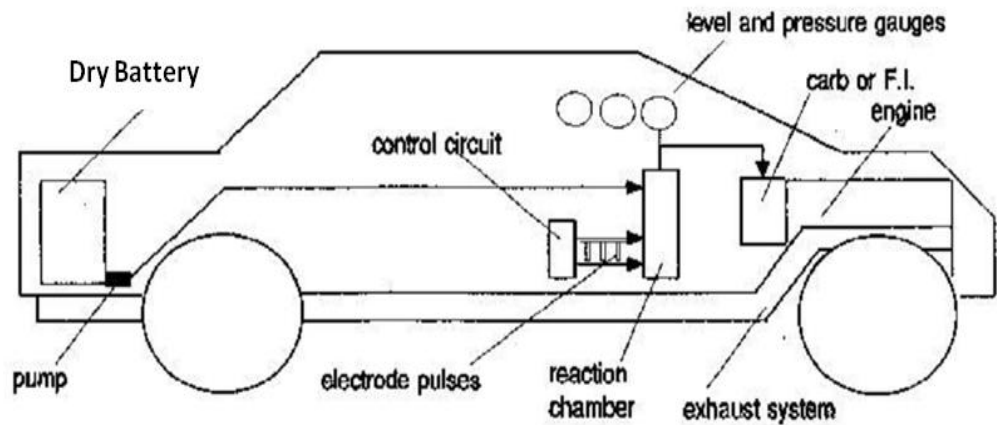 level and pressure gauges
Dry Battery
carb or F.I.
engine
control circuit
pump
electrode pulses
reaction
chamber
exhaust system